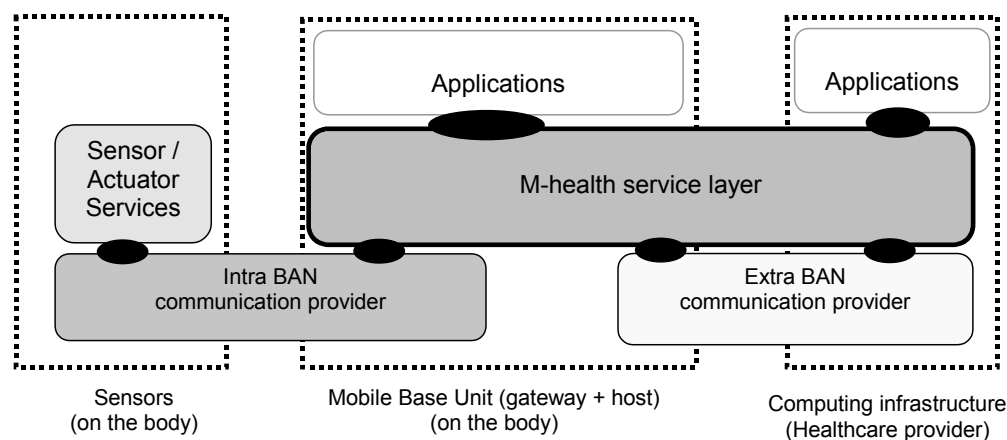 Applications
Applications
Sensor /
Actuator
Services
M-health service layer
Intra BAN
communication provider
Extra BAN
communication provider
Sensors
(on the body)
Mobile Base Unit (gateway + host)
(on the body)
Computing infrastructure
(Healthcare provider)